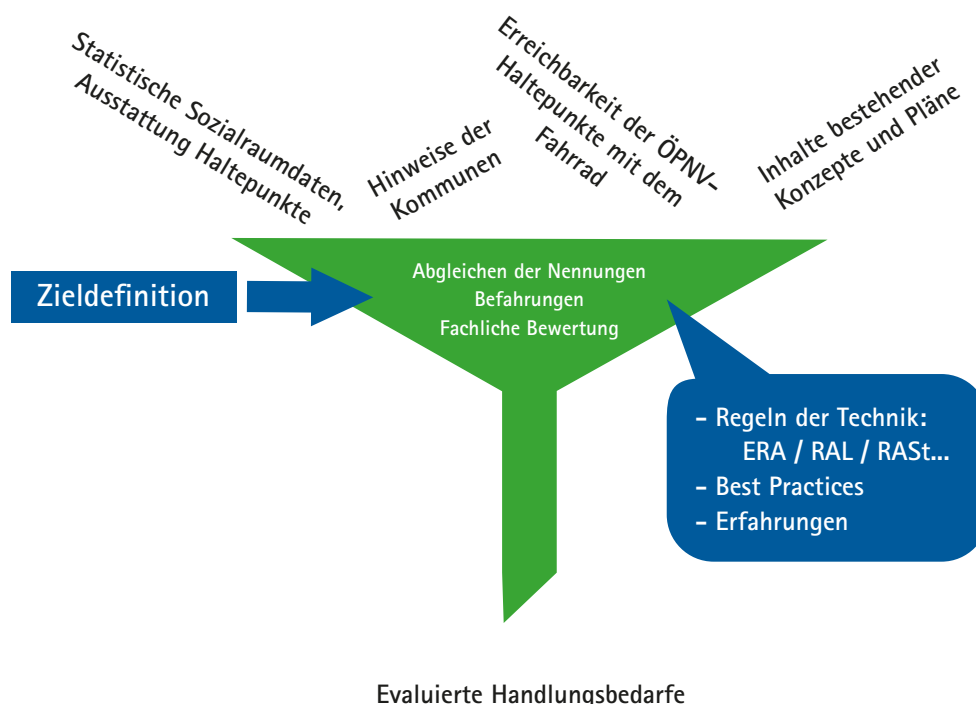 Statistische Sozialraumdaten,
Ausstattung Haltepunkte
Hinweise der
Kommunen
Erreichbarkeit der ÖPNV-
Haltepunkte mit dem
Fahrrad
Inhalte bestehender
Konzepte und Pläne
Zieldefinition
Abgleichen der Nennungen
Befahrungen
Fachliche Bewertung
- Regeln der Technik:
ERA / RAL / RASt...
- Best Practices
- Erfahrungen
Evaluierte Handlungsbedarfe